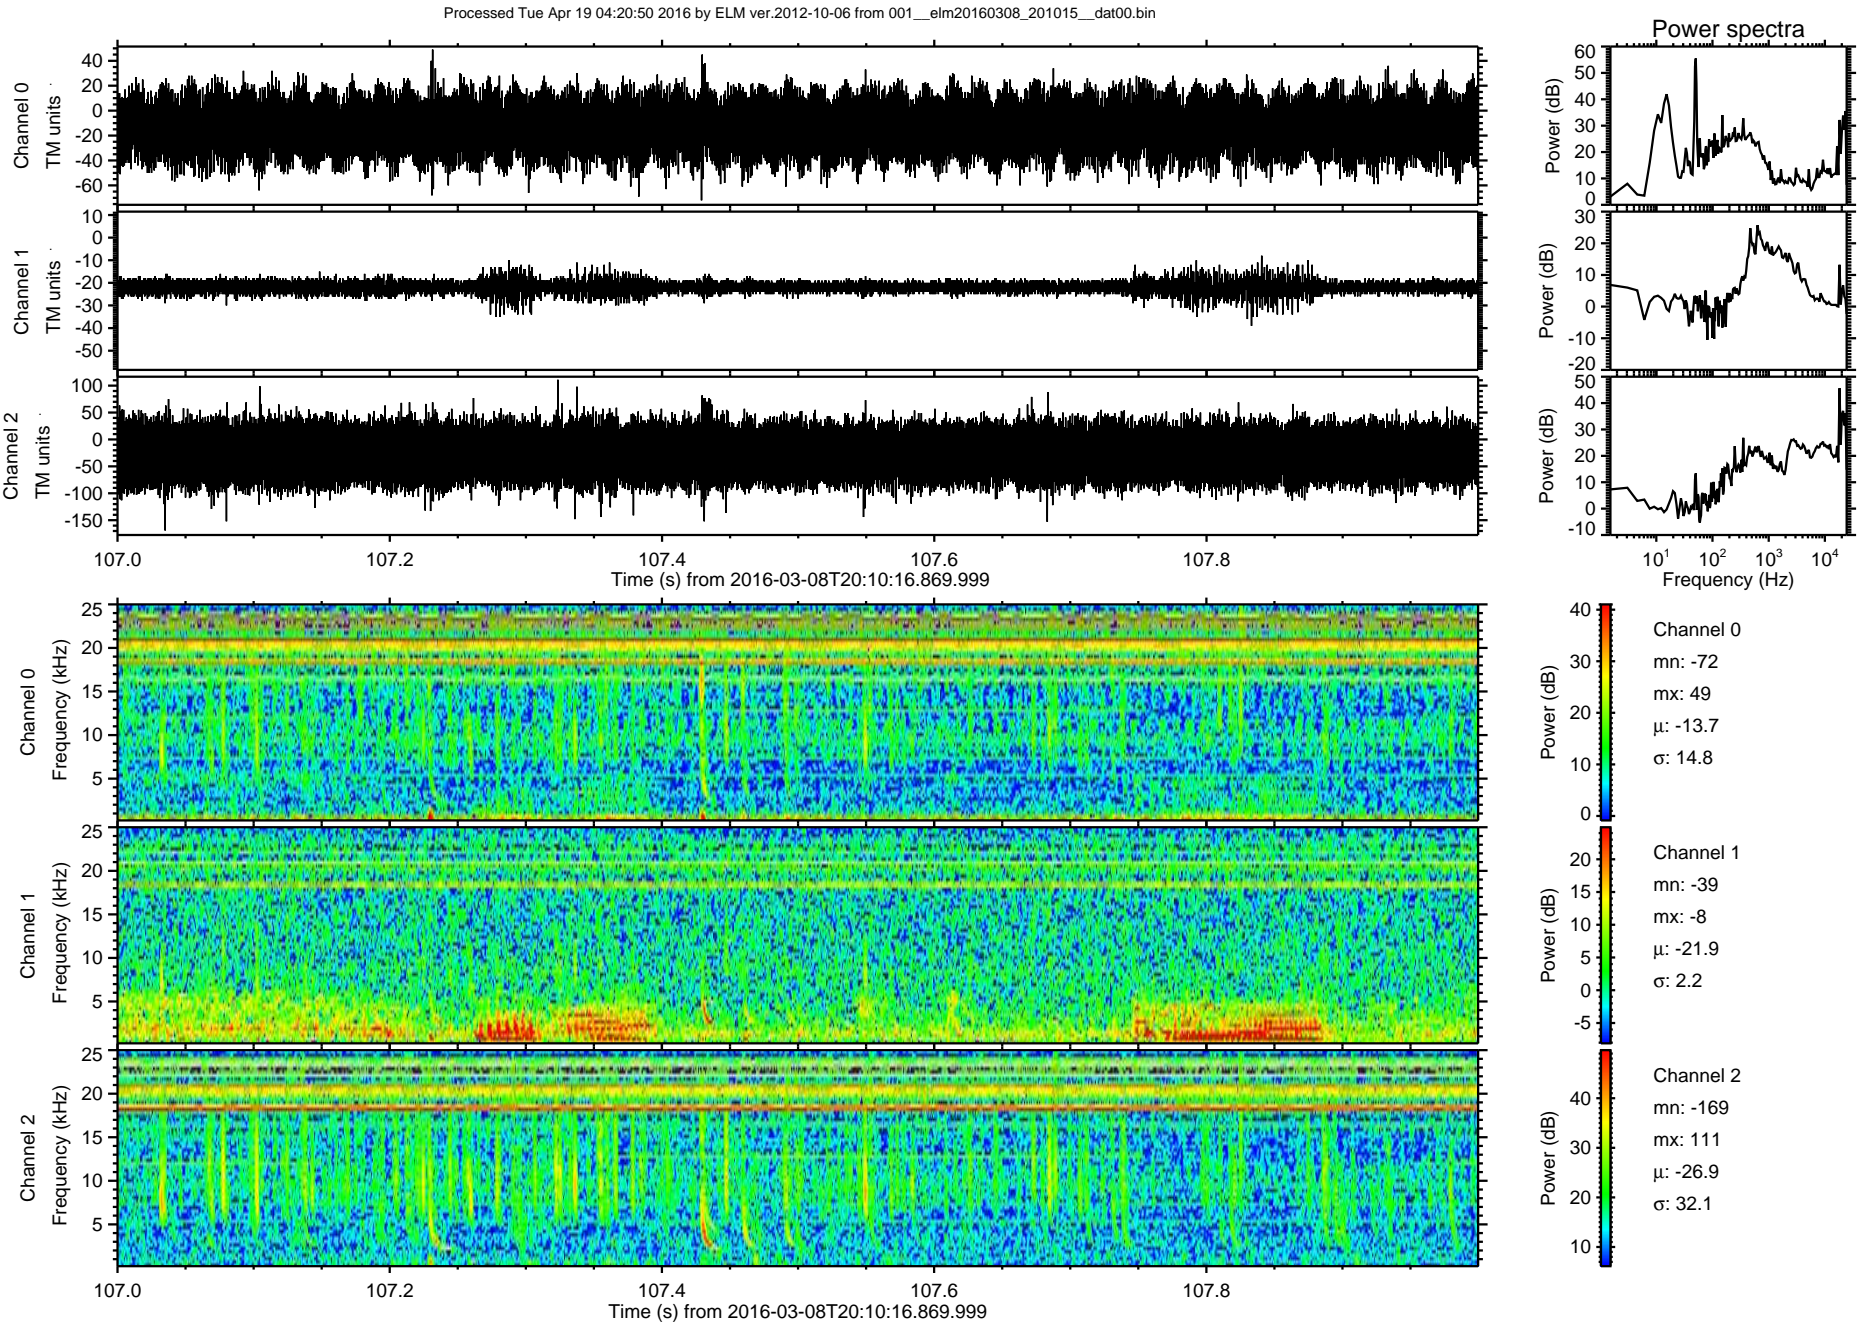 Processed Tue Apr 19 04:20:50 2016 by ELM ver.2012-10-06 from 001__elm20160308_201015__dat00.bin
Power spectra
Channel 0
TM units
40
20
0
-20
-40
-60
Power (dB)
60
50
40
30
20
10
0
Channel 1
TM units
10
0
-10
-20
-30
-40
-50
Power (dB)
30
20
10
0
-10
-20
Channel 2
TM units
100
50
0
-50
-100
-150
Power (dB)
50
40
30
20
10
0
-10
107.0 107.2 107.4 107.6 107.8
Time (s) from 2016-03-08T20:10:16.869.999
10^1 10^2 10^3 10^4
Frequency (Hz)
Channel 0
Frequency (kHz)
25
20
15
10
5
Power (dB)
40
30
20
10
0
Channel 0
mn: -72
mx: 49
μ: -13.7
σ: 14.8
Channel 1
Frequency (kHz)
25
20
15
10
5
Power (dB)
20
15
10
5
0
-5
Channel 1
mn: -39
mx: -8
μ: -21.9
σ: 2.2
Channel 2
Frequency (kHz)
25
20
15
10
5
Power (dB)
40
30
20
10
Channel 2
mn: -169
mx: 111
μ: -26.9
σ: 32.1
107.0 107.2 107.4 107.6 107.8
Time (s) from 2016-03-08T20:10:16.869.999